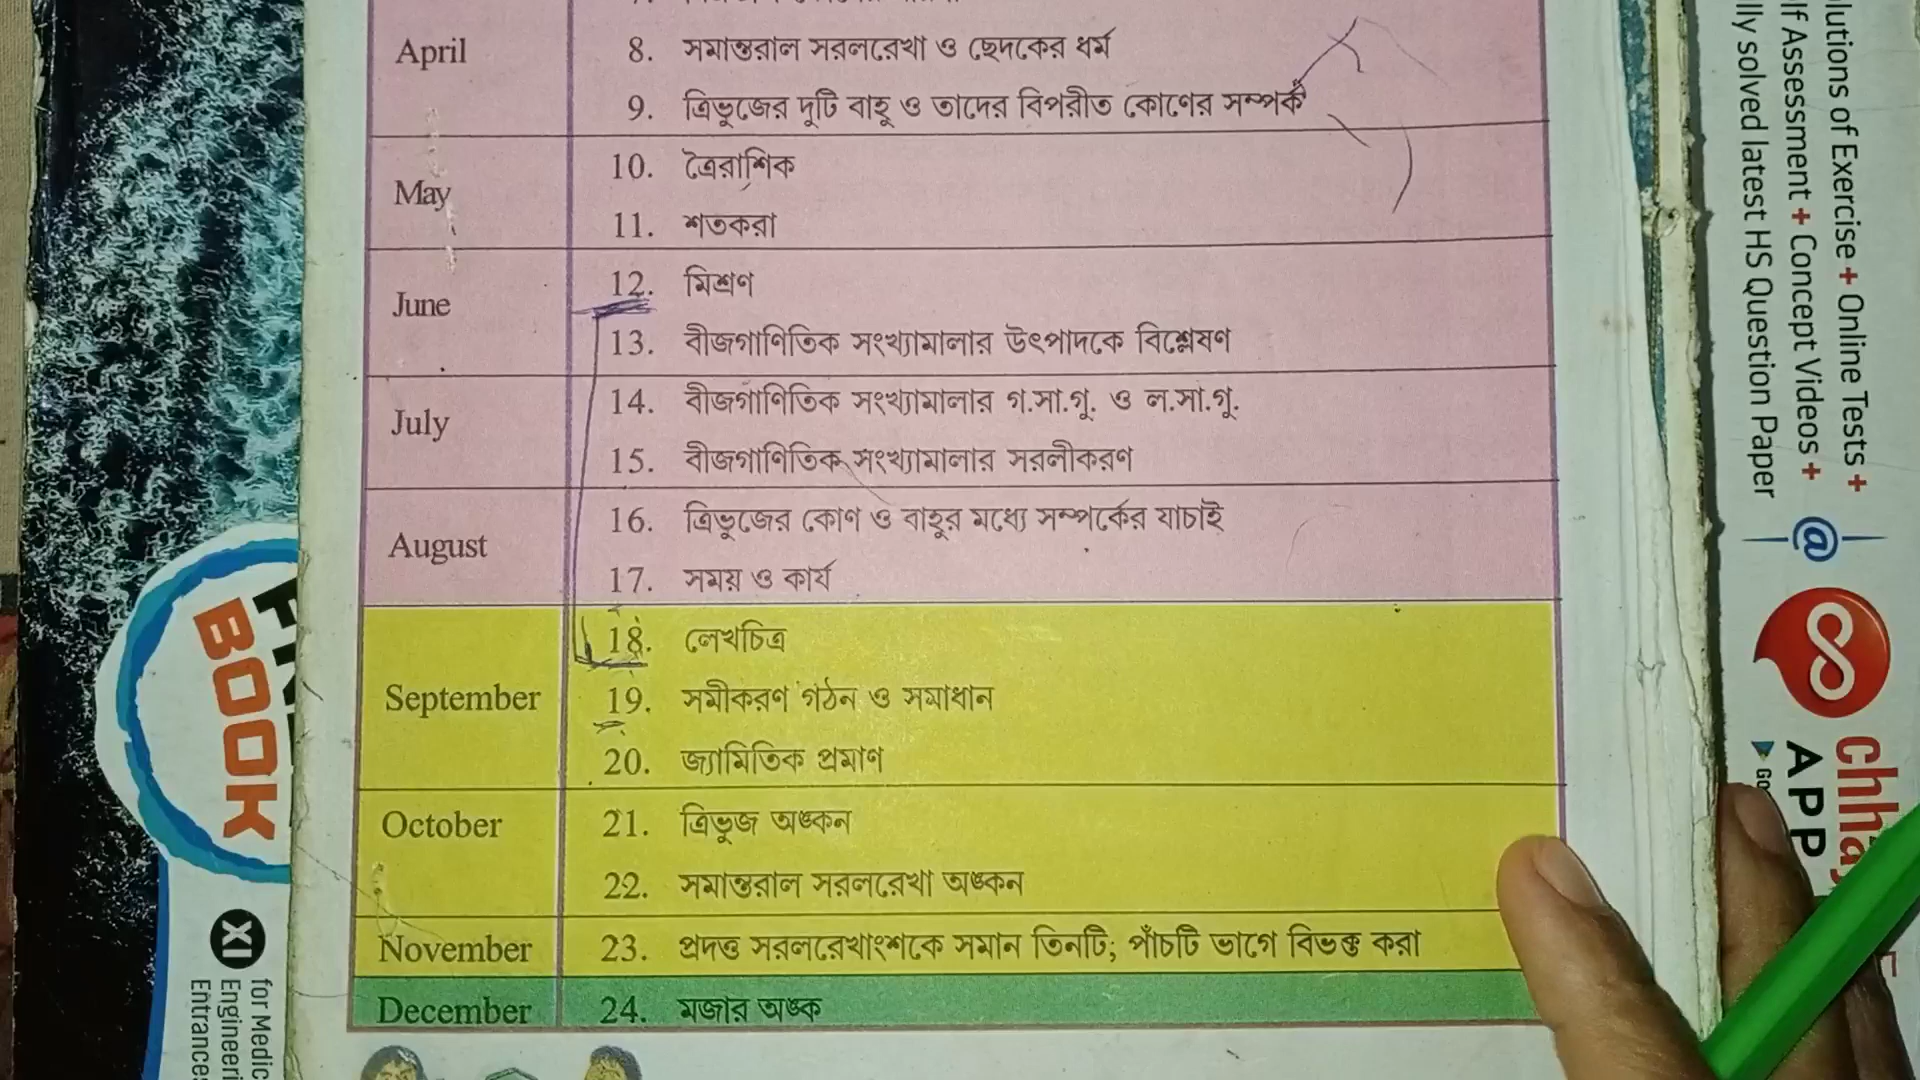 April
8. সমান্তরাল সরলরেখা ও ছেদকের ধর্ম
9. ত্রিভুজের দুটি বাহু ও তাদের বিপরীত কোণের সম্পর্ক
May
10. ত্রৈরাশিক
11. শতকরা
June
12. মিশ্রণ
13. বীজগাণিতিক সংখ্যামালার উৎপাদকে বিশ্লেষণ
July
14. বীজগাণিতিক সংখ্যামালার গ.সা.গু. ও ল.সা.গু.
15. বীজগাণিতিক সংখ্যামালার সরলীকরণ
August
16. ত্রিভুজের কোণ ও বাহুর মধ্যে সম্পর্কের যাচাই
17. সময় ও কার্য
September
18. লেখচিত্র
19. সমীকরণ গঠন ও সমাধান
20. জ্যামিতিক প্রমাণ
October
21. ত্রিভুজ অঙ্কন
22. সমান্তরাল সরলরেখা অঙ্কন
November
23. প্রদত্ত সরলরেখাংশকে সমান তিনটি; পাঁচটি ভাগে বিভক্ত করা
December
24. মজার অঙ্ক
BOOK
XI
for Medic
Engineeri
Entrances
olutions of Exercise + Online Tests +
lf Assessment + Concept Videos +
lly solved latest HS Question Paper
@
chha
APP